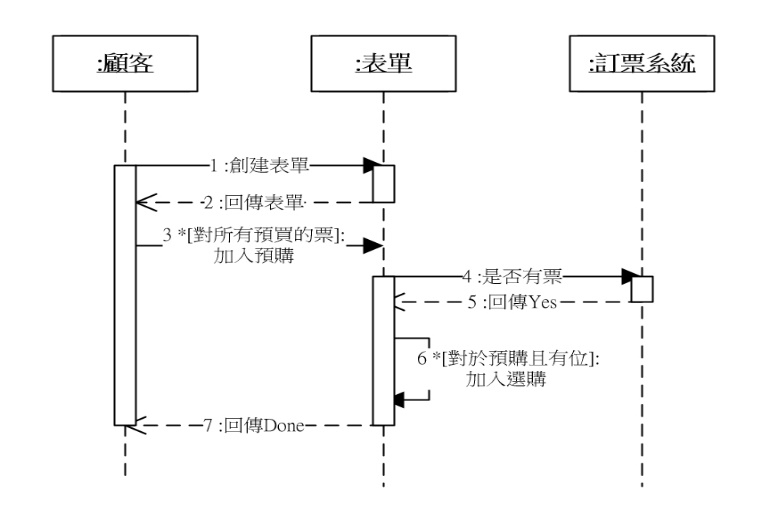 :顧客
:表單
:訂票系統
1 :創建表單
2 :回傳表單
3 *[對所有預買的票]:
加入預購
4 :是否有票
5 :回傳Yes
6 *[對於預購且有位]:
加入選購
7 :回傳Done